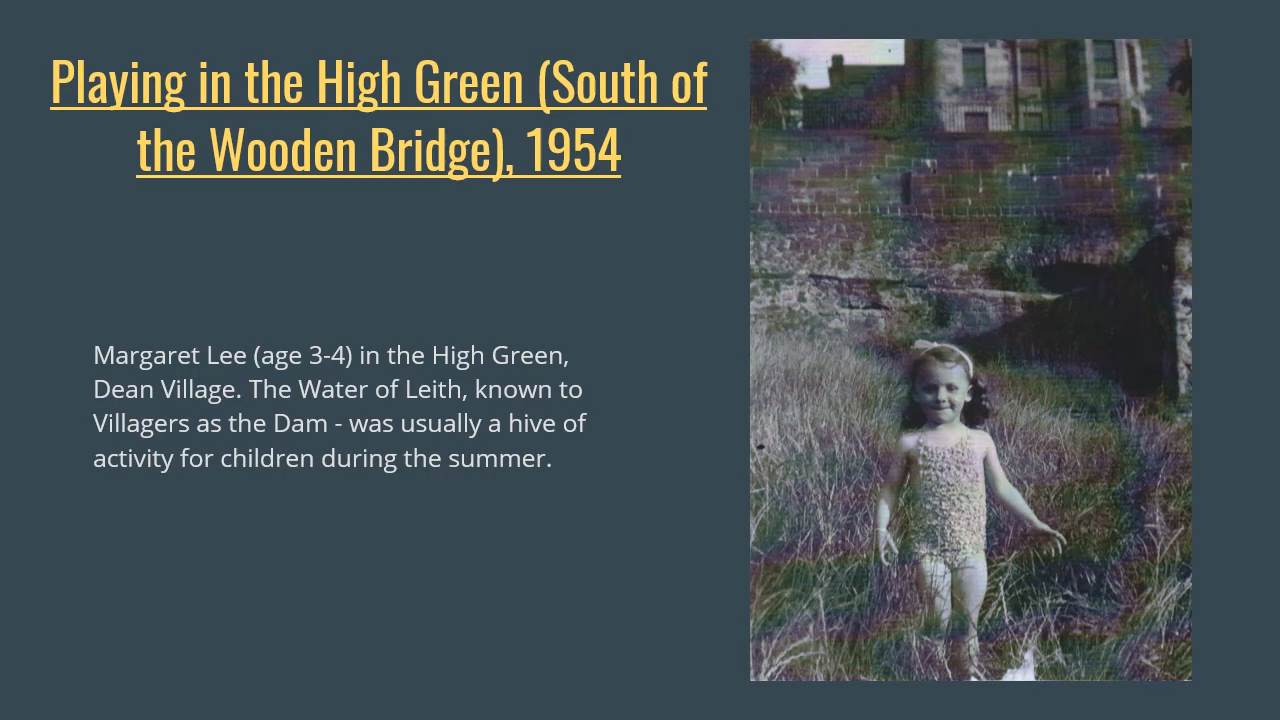 Playing in the High Green (South of
the Wooden Bridge), 1954
Margaret Lee (age 3-4) in the High Green,
Dean Village. The Water of Leith, known to
Villagers as the Dam - was usually a hive of
activity for children during the summer.